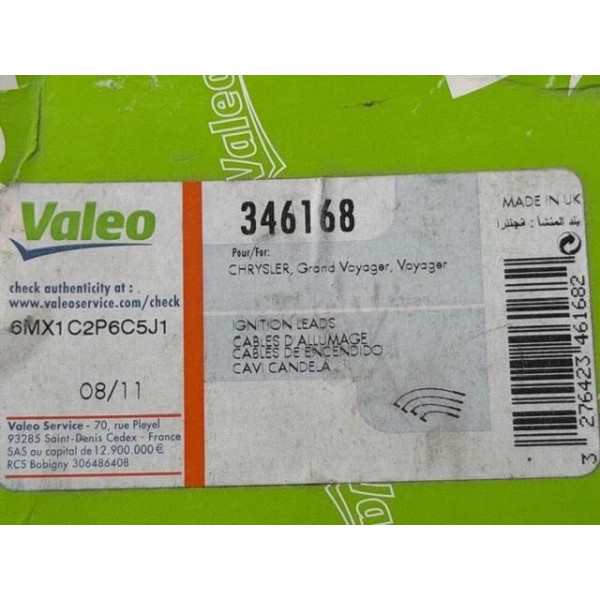 Valeo
Valeo
346168
MADE IN UK
بلد المنشأ : انجلترا
Pour/For:
CHRYSLER, Grand Voyager, Voyager
check authenticity at :
www.valeoservice.com/check
6MX1C2P6C5J1
08/11
IGNITION LEADS
CABLES D'ALLUMAGE
CABLES DE ENCENDIDO
CAVI CANDELA
3 276423 461682
Valeo Service - 70, rue Pleyel
93285 Saint-Denis Cedex - France
SAS au capital de 12.900.000 €
RCS Bobigny 306486408